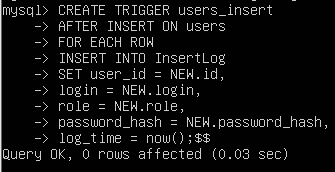 mysql> CREATE TRIGGER users_insert
    -> AFTER INSERT ON users
    -> FOR EACH ROW
    -> INSERT INTO InsertLog
    -> SET user_id = NEW.id,
    -> login = NEW.login,
    -> role = NEW.role,
    -> password_hash = NEW.password_hash,
    -> log_time = now();$$
Query OK, 0 rows affected (0.03 sec)